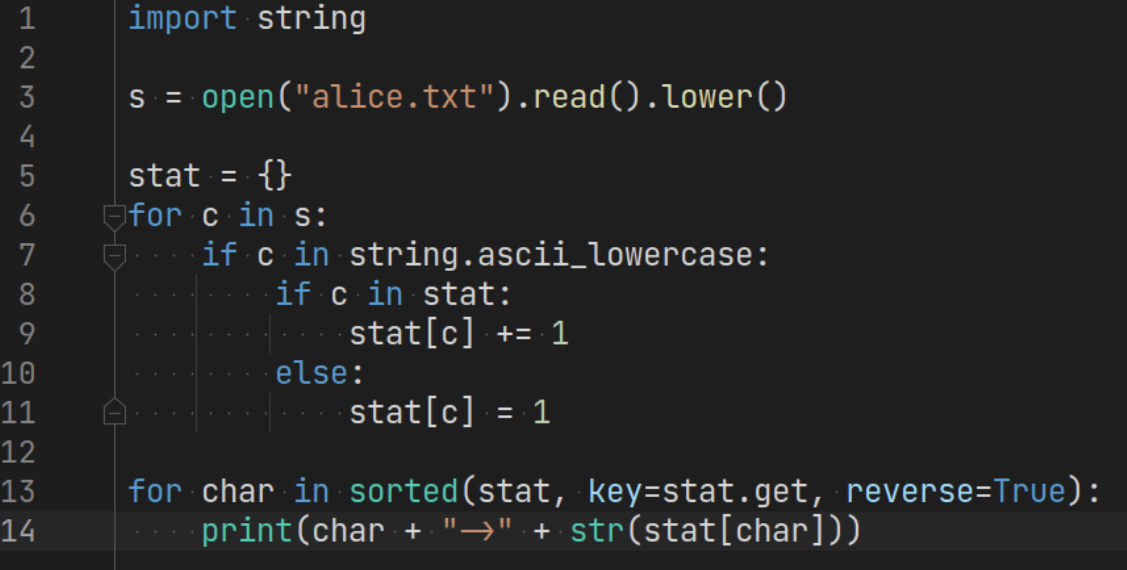 1 import string
2
3 s = open("alice.txt").read().lower()
4
5 stat = {}
6 for c in s:
7     if c in string.ascii_lowercase:
8         if c in stat:
9             stat[c] += 1
10         else:
11             stat[c] = 1
12
13 for char in sorted(stat, key=stat.get, reverse=True):
14     print(char + "->" + str(stat[char]))